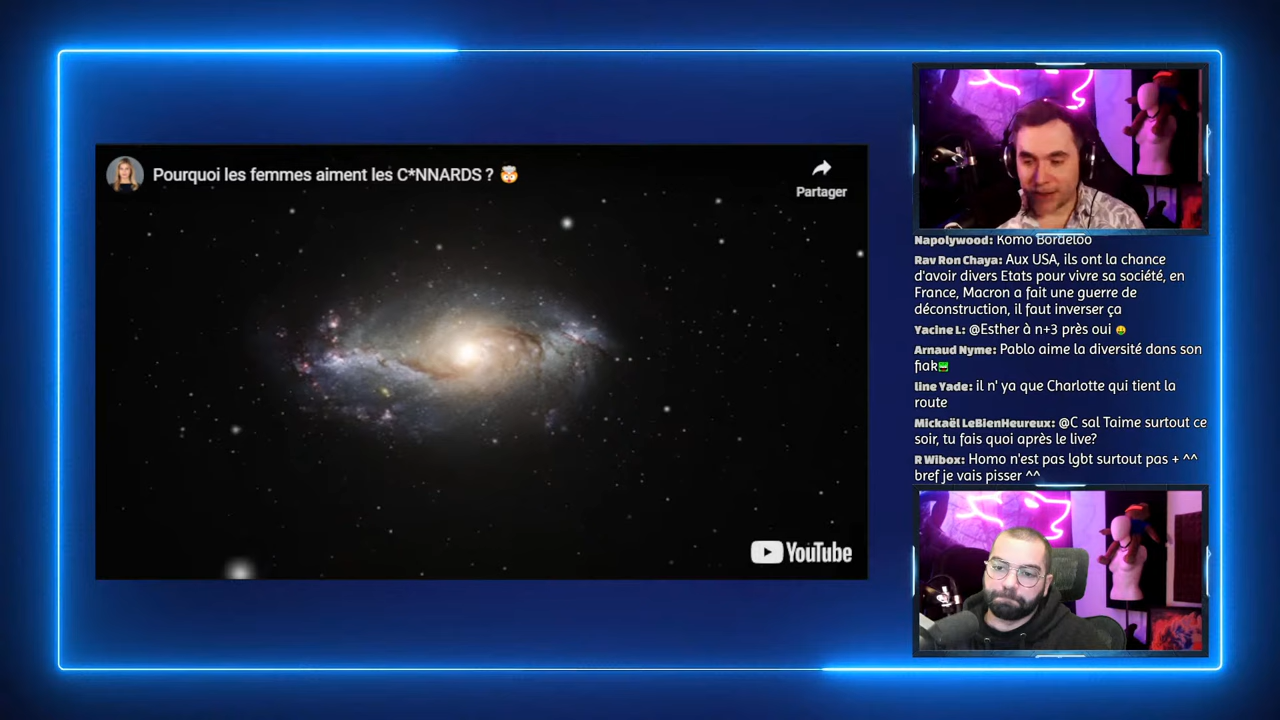 Pourquoi les femmes aiment les C*NNARDS ? 🤯
Partager
YouTube
Napolywood: Komo Bordeloo
Rav Ron Chaya: Aux USA, ils ont la chance
d'avoir divers Etats pour vivre sa société, en
France, Macron a fait une guerre de
déconstruction, il faut inverser ça
Yacine L: @Esther à n+3 près oui
Arnaud Nyme: Pablo aime la diversité dans son
fiak
line Yade: il n' ya que Charlotte qui tient la
route
Mickaël LeBienHeureux: @C sal Taime surtout ce
soir, tu fais quoi après le live?
R Wibox: Homo n'est pas lgbt surtout pas + ^^
bref je vais pisser ^^